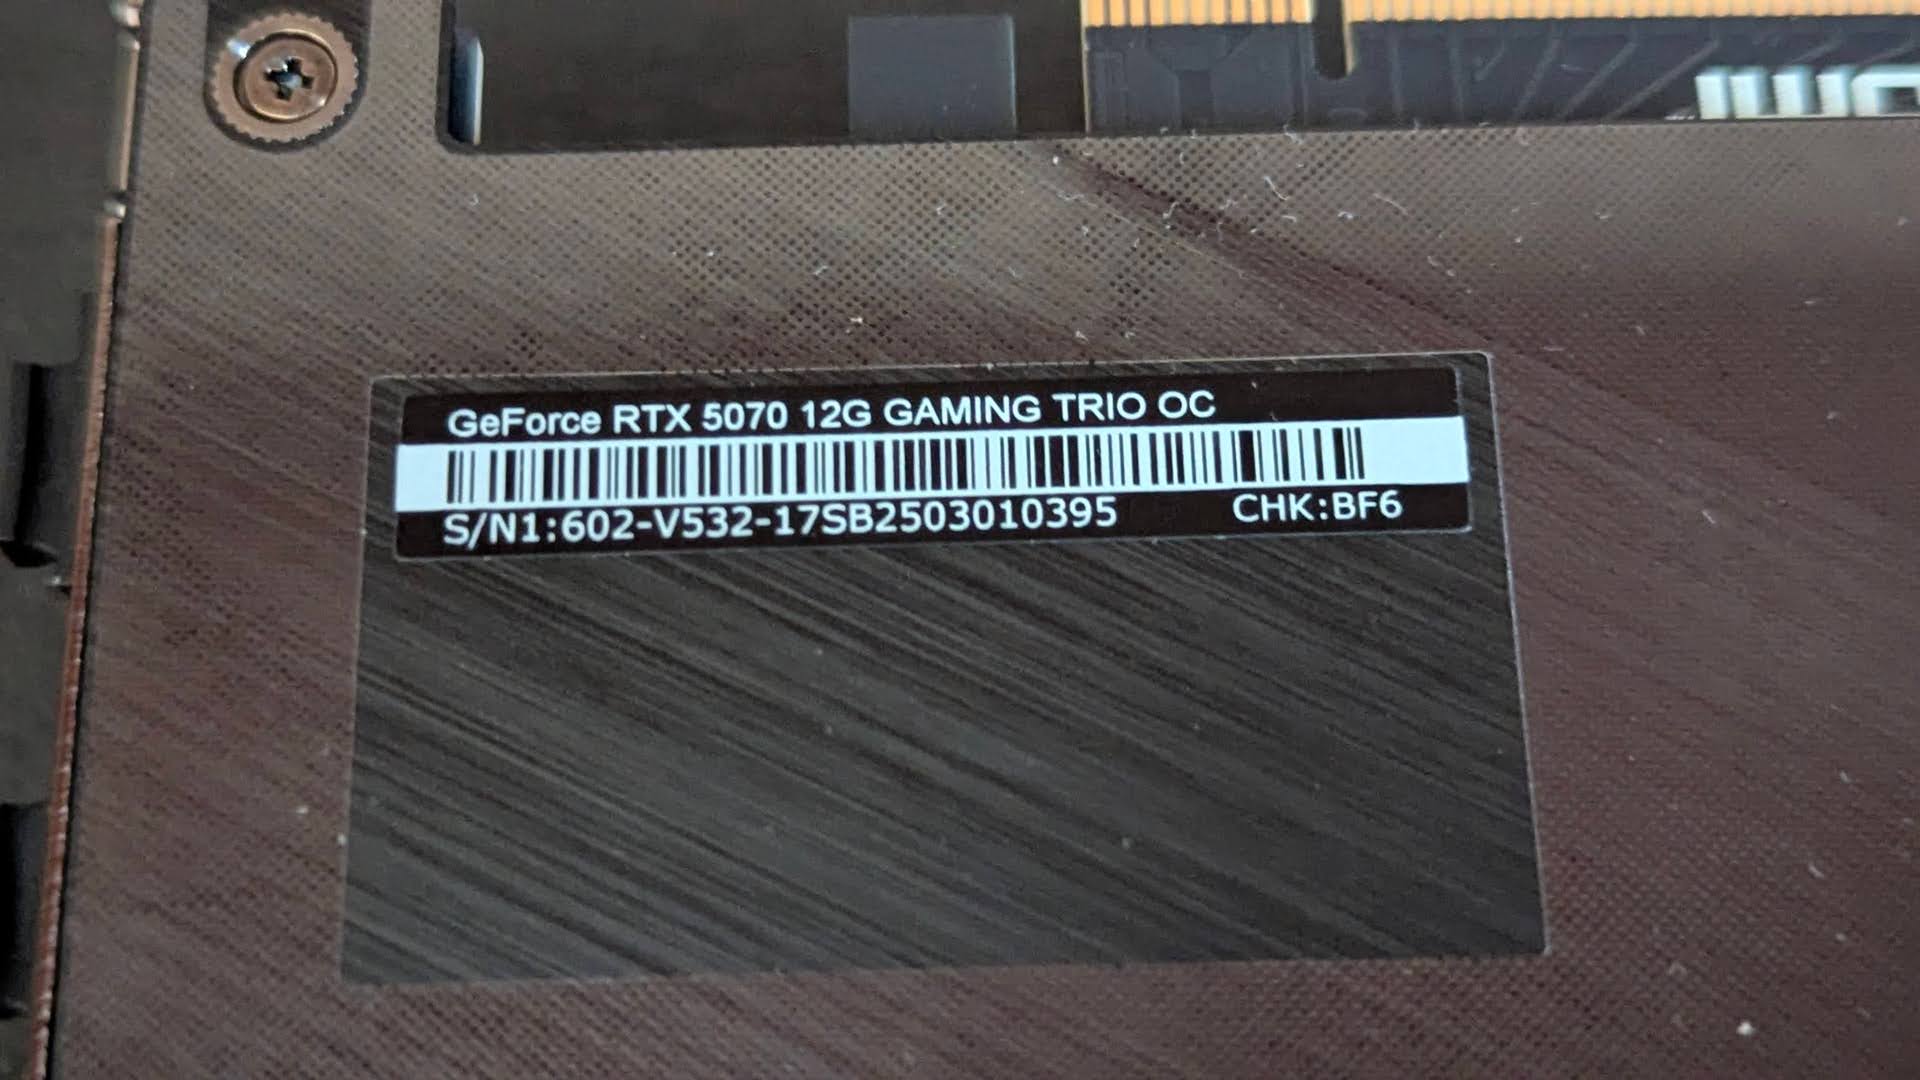 GeForce RTX 5070 12G GAMING TRIO OC
S/N1:602-V532-17SB2503010395 CHK:BF6